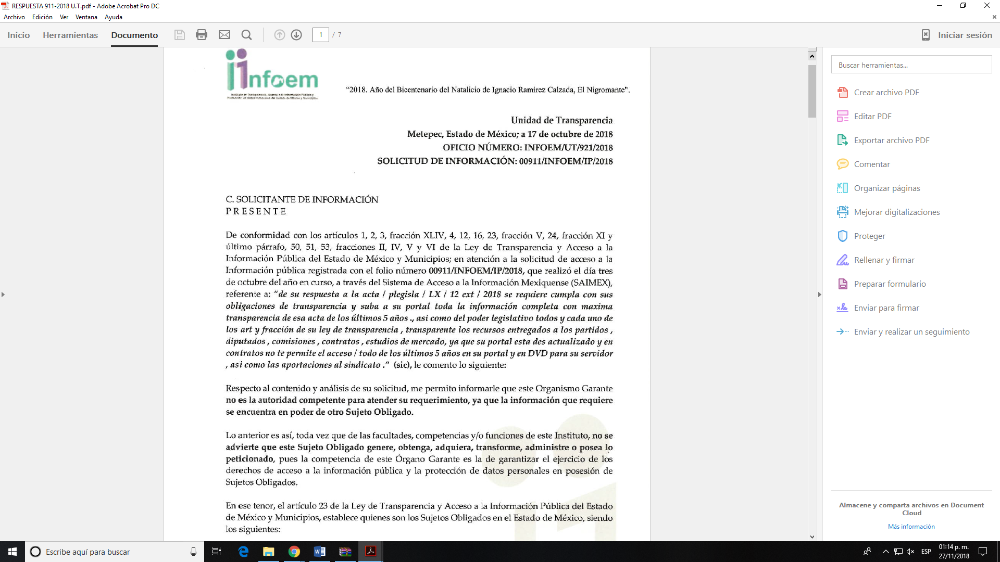 RESPUESTA 911-2018 U.T.pdf - Adobe Acrobat Pro DC
Archivo Edición Ver Ventana Ayuda
Inicio Herramientas Documento 1 / 7 Iniciar sesión
infoem
Instituto de Transparencia, Acceso a la Información Pública y
Protección de Datos Personales del Estado de México y Municipios
“2018. Año del Bicentenario del Natalicio de Ignacio Ramírez Calzada, El Nigromante".
Unidad de Transparencia
Metepec, Estado de México; a 17 de octubre de 2018
OFICIO NÚMERO: INFOEM/UT/921/2018
SOLICITUD DE INFORMACIÓN: 00911/INFOEM/IP/2018
C. SOLICITANTE DE INFORMACIÓN
P R E S E N T E
De conformidad con los artículos 1, 2, 3, fracción XLIV, 4, 12, 16, 23, fracción V, 24, fracción XI y
último párrafo, 50, 51, 53, fracciones II, IV, V y VI de la Ley de Transparencia y Acceso a la
Información Pública del Estado de México y Municipios; en atención a la solicitud de acceso a la
Información pública registrada con el folio número 00911/INFOEM/IP/2018, que realizó el día tres
de octubre del año en curso, a través del Sistema de Acceso a la Información Mexiquense (SAIMEX),
referente a; “de su respuesta a la acta / plegisla / LX / 12 ext / 2018 se requiere cumpla con sus
obligaciones de transparencia y suba a su portal toda la información completa con maxima
transparencia de esa acta de los últimos 5 años ., asi como del poder legislativo todos y cada uno de
los art y fracción de su ley de transparencia , transparente los recursos entregados a los partidos ,
diputados , comisiones , contratos , estudios de mercado, ya que su portal esta des actualizado y en
contratos no te permite el acceso / todo de los últimos 5 años en su portal y en DVD para su servidor
, asi como las aportaciones al sindicato .” (sic), le comento lo siguiente:
Respecto al contenido y análisis de su solicitud, me permito informarle que este Organismo Garante
no es la autoridad competente para atender su requerimiento, ya que la información que requiere
se encuentra en poder de otro Sujeto Obligado.
Lo anterior es así, toda vez que de las facultades, competencias y/o funciones de este Instituto, no se
advierte que este Sujeto Obligado genere, obtenga, adquiera, transforme, administre o posea lo
peticionado, pues la competencia de este Órgano Garante es la de garantizar el ejercicio de los
derechos de acceso a la información pública y la protección de datos personales en posesión de
Sujetos Obligados.
En ese tenor, el artículo 23 de la Ley de Transparencia y Acceso a la Información Pública del Estado
de México y Municipios, establece quienes son los Sujetos Obligados en el Estado de México, siendo
los siguientes:
Buscar herramientas...
Crear archivo PDF
Editar PDF
Exportar archivo PDF
Comentar
Organizar páginas
Mejorar digitalizaciones
Proteger
Rellenar y firmar
Preparar formulario
Enviar para firmar
Enviar y realizar un seguimiento
Almacene y comparta archivos en Document
Cloud
Más información
Escribe aquí para buscar
ESP
01:14 p. m.
27/11/2018